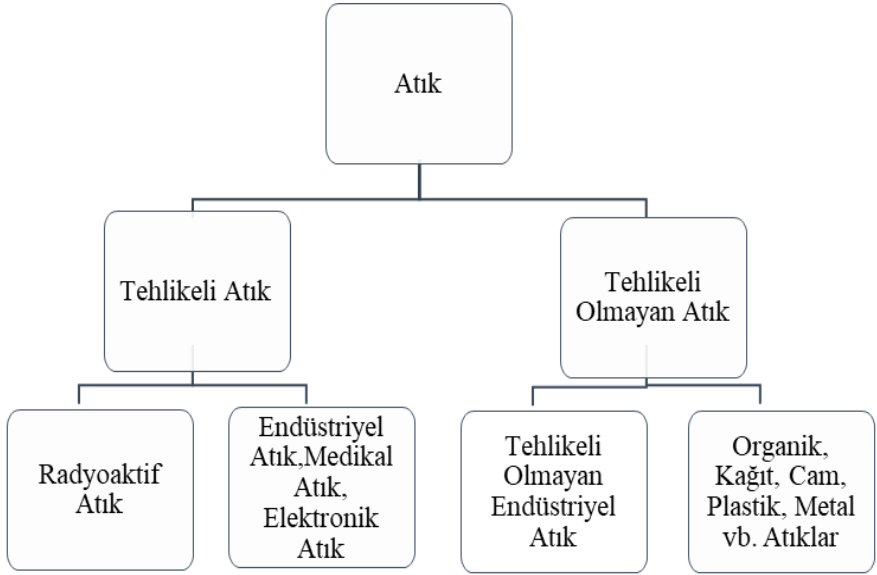 Atık
Tehlikeli Atık
Tehlikeli
Olmayan Atık
Radyoaktif
Atık
Endüstriyel
Atık,Medikal
Atık,
Elektronik
Atık
Tehlikeli
Olmayan
Endüstriyel
Atık
Organik,
Kağıt, Cam,
Plastik, Metal
vb. Atıklar